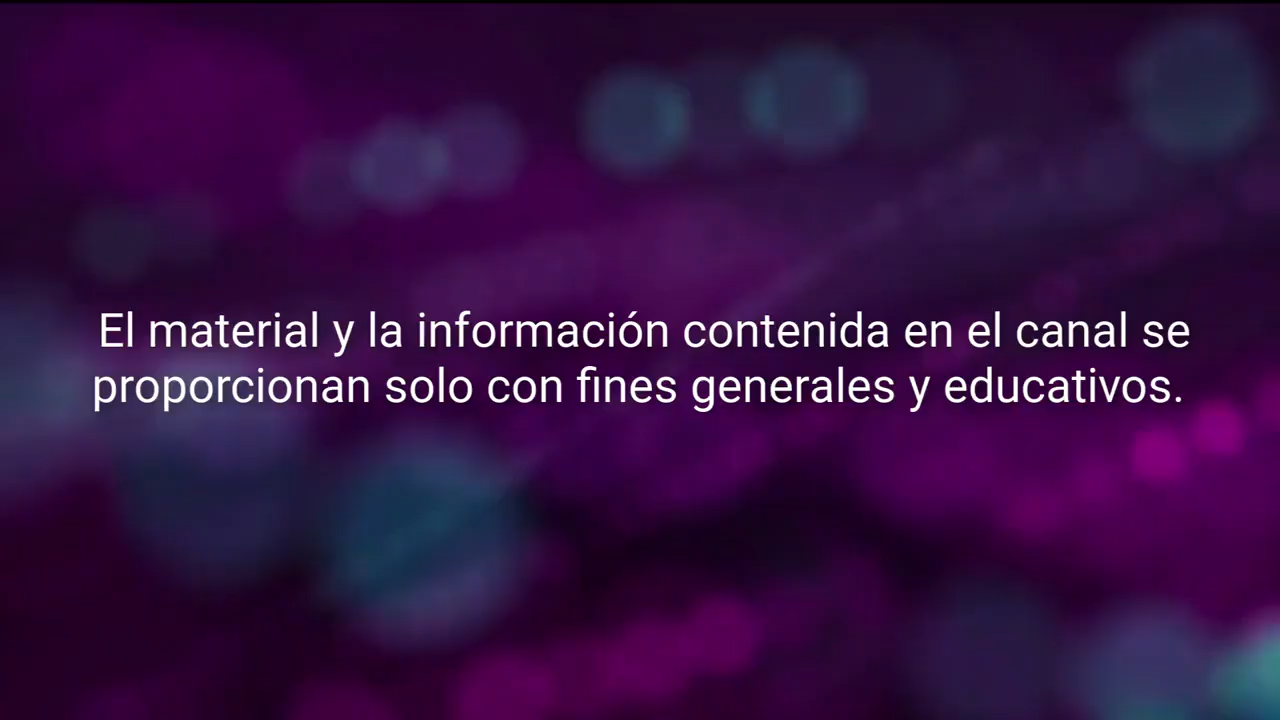 El material y la información contenida en el canal se
proporcionan solo con fines generales y educativos.